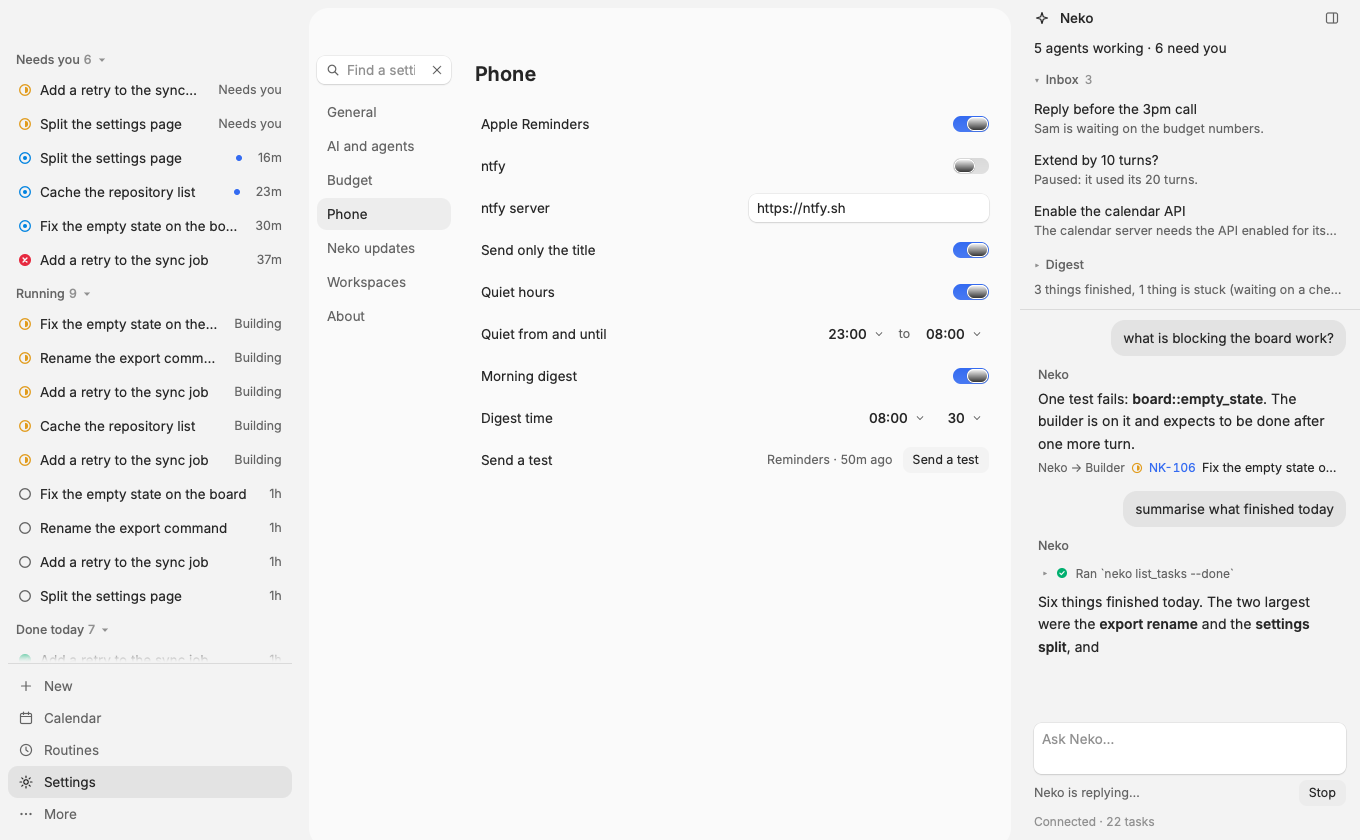 Needs you 6
Add a retry to the sync... Needs you
Split the settings page Needs you
Split the settings page 16m
Cache the repository list 23m
Fix the empty state on the bo... 30m
Add a retry to the sync job 37m
Running 9
Fix the empty state on the... Building
Rename the export comm... Building
Add a retry to the sync job Building
Cache the repository list Building
Add a retry to the sync job Building
Fix the empty state on the board 1h
Rename the export command 1h
Add a retry to the sync job 1h
Split the settings page 1h
Done today 7
Add a retry to the sync job 1h
New
Calendar
Routines
Settings
More
Find a setti
General
AI and agents
Budget
Phone
Neko updates
Workspaces
About
Phone
Apple Reminders
ntfy
ntfy server https://ntfy.sh
Send only the title
Quiet hours
Quiet from and until 23:00 to 08:00
Morning digest
Digest time 08:00 30
Send a test Reminders · 50m ago Send a test
Neko
5 agents working · 6 need you
Inbox 3
Reply before the 3pm call
Sam is waiting on the budget numbers.
Extend by 10 turns?
Paused: it used its 20 turns.
Enable the calendar API
The calendar server needs the API enabled for its...
Digest
3 things finished, 1 thing is stuck (waiting on a che...
what is blocking the board work?
Neko
One test fails: board::empty_state. The
builder is on it and expects to be done after
one more turn.
Neko → Builder NK-106 Fix the empty state o...
summarise what finished today
Neko
Ran `neko list_tasks --done`
Six things finished today. The two largest
were the export rename and the settings
split, and
Ask Neko...
Neko is replying... Stop
Connected · 22 tasks